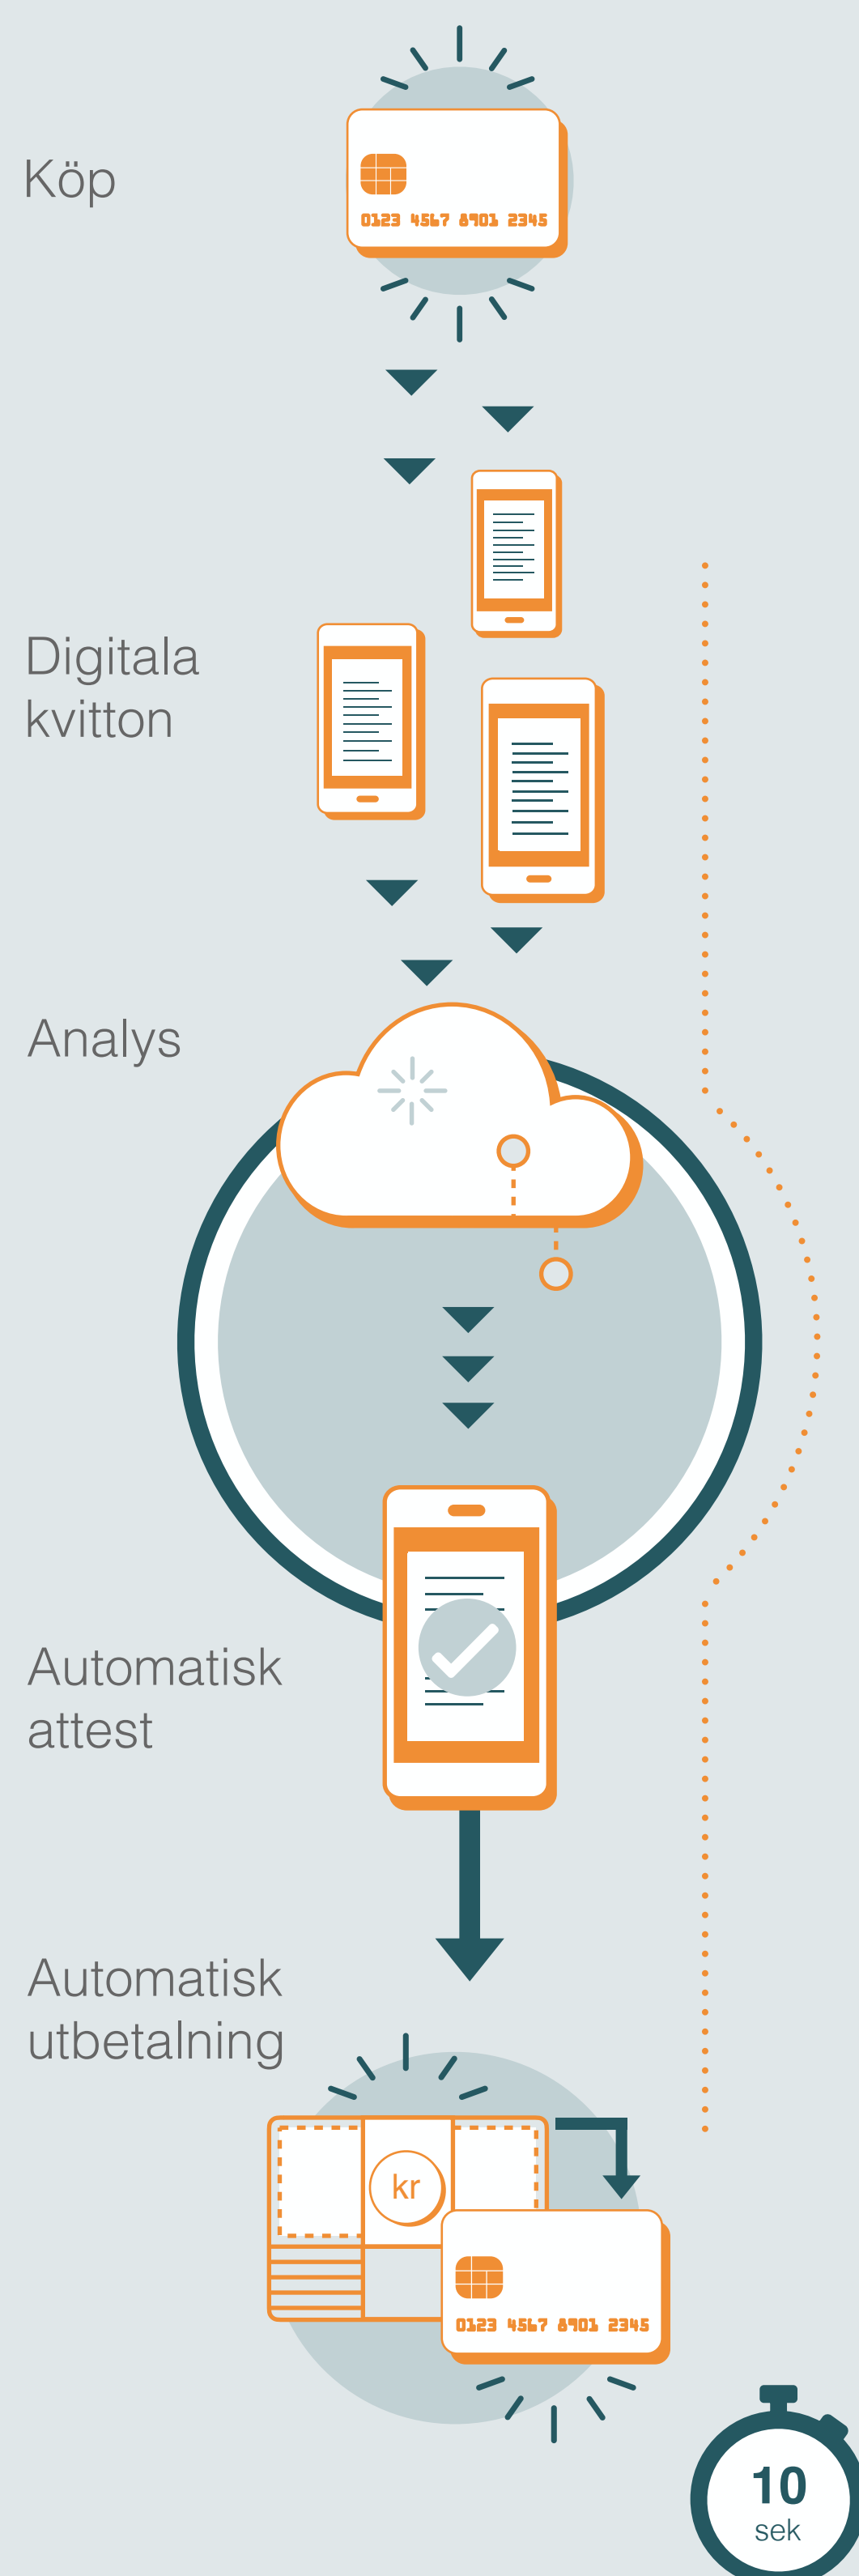 Köp
0123 4567 8901 2345
Digitala
kvitton
Analys
Automatisk
attest
Automatisk
utbetalning
kr
0123 4567 8901 2345
10
sek